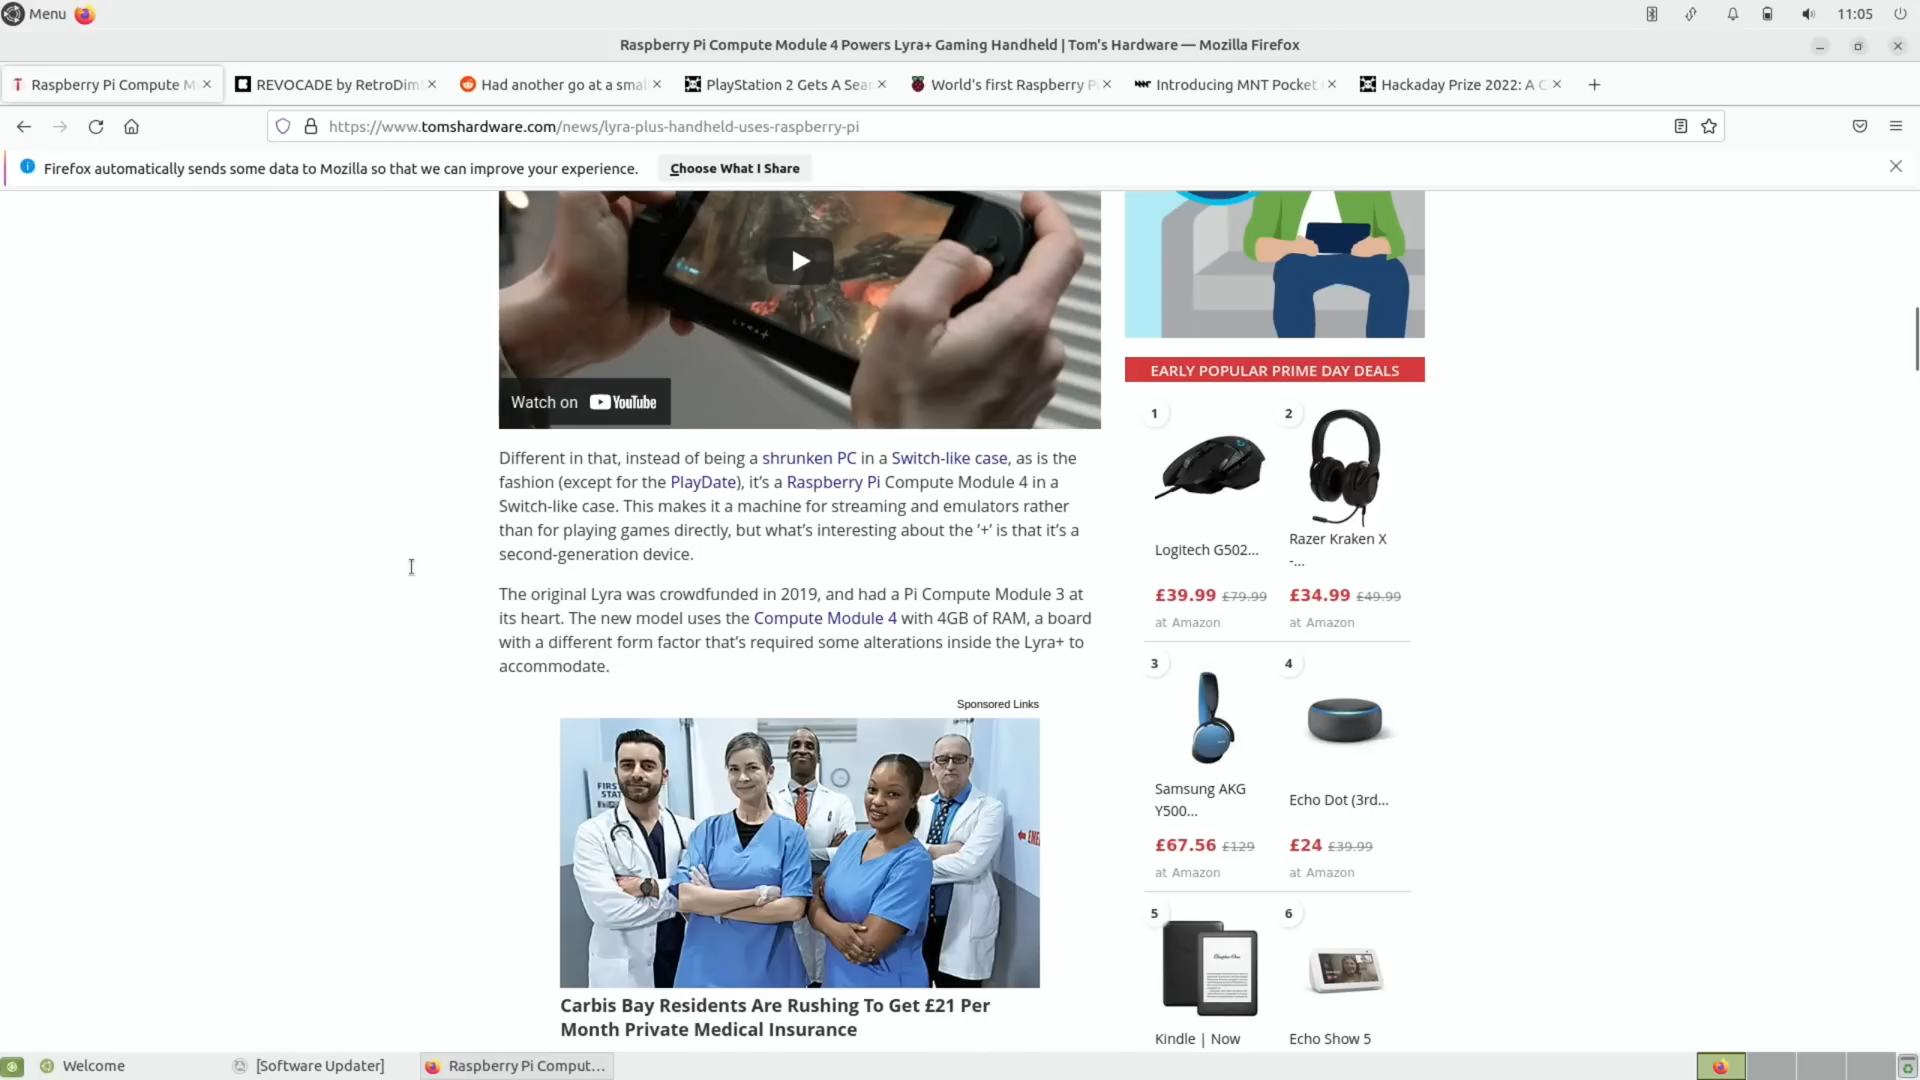 Menu
11:05
Raspberry Pi Compute Module 4 Powers Lyra+ Gaming Handheld | Tom's Hardware — Mozilla Firefox
Raspberry Pi Compute M
REVOCADE by RetroDim
Had another go at a smal
PlayStation 2 Gets A Sea
World's first Raspberry P
Introducing MNT Pocket
Hackaday Prize 2022: A C
https://www.tomshardware.com/news/lyra-plus-handheld-uses-raspberry-pi
Firefox automatically sends some data to Mozilla so that we can improve your experience.
Choose What I Share
LYRA+
Watch on YouTube
Different in that, instead of being a shrunken PC in a Switch-like case, as is the
fashion (except for the PlayDate), it’s a Raspberry Pi Compute Module 4 in a
Switch-like case. This makes it a machine for streaming and emulators rather
than for playing games directly, but what’s interesting about the ‘+’ is that it’s a
second-generation device.
The original Lyra was crowdfunded in 2019, and had a Pi Compute Module 3 at
its heart. The new model uses the Compute Module 4 with 4GB of RAM, a board
with a different form factor that’s required some alterations inside the Lyra+ to
accommodate.
Sponsored Links
FIRS
STAT
EME
Carbis Bay Residents Are Rushing To Get £21 Per
Month Private Medical Insurance
EARLY POPULAR PRIME DAY DEALS
1
Logitech G502...
£39.99 £79.99
at Amazon
2
Razer Kraken X
-...
£34.99 £49.99
at Amazon
3
Samsung AKG
Y500...
£67.56 £129
at Amazon
4
Echo Dot (3rd...
£24 £39.99
at Amazon
5
Chapter One
Kindle | Now
6
Echo Show 5
Welcome
[Software Updater]
Raspberry Pi Comput...